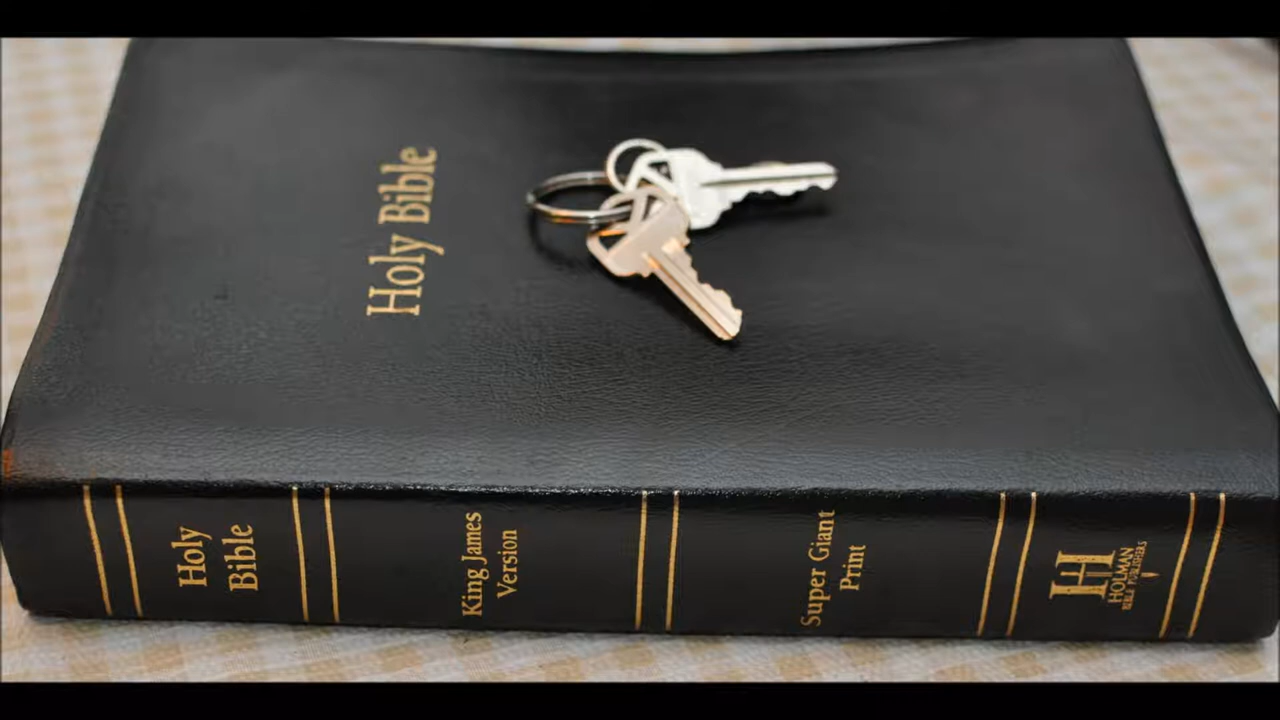 Holy Bible
Holy
Bible
King James
Version
Super Giant
Print
H
HOLMAN
BIBLE PUBLISHERS